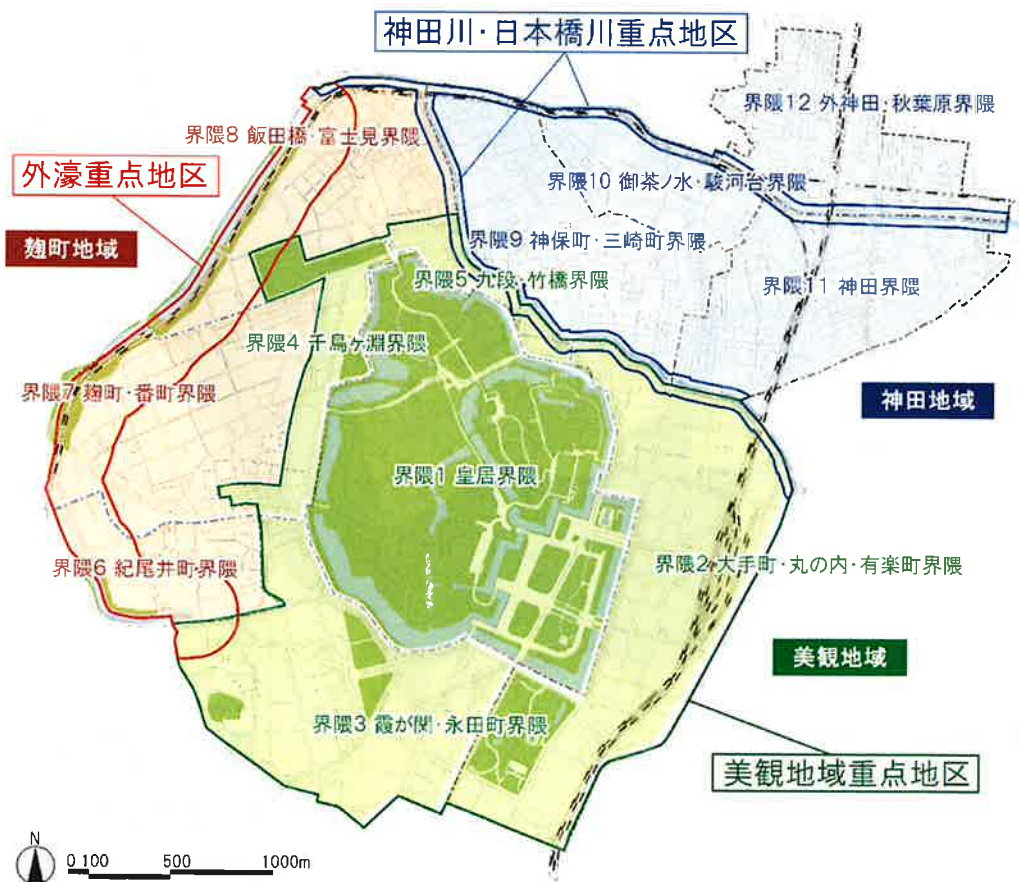 神田川・日本橋川重点地区
界隈12 外神田・秋葉原界隈
界隈8 飯田橋・富士見界隈
外濠重点地区
界隈10 御茶ノ水・駿河台界隈
麹町地域
界隈9 神保町・三崎町界隈
界隈5 九段・竹橋界隈
界隈11 神田界隈
界隈4 千鳥ヶ淵界隈
界隈7 麹町・番町界隈
神田地域
界隈1 皇居界隈
界隈6 紀尾井町界隈
界隈2 大手町・丸の内・有楽町界隈
美観地域
界隈3 霞が関・永田町界隈
美観地域重点地区
N
0 100 500 1000m